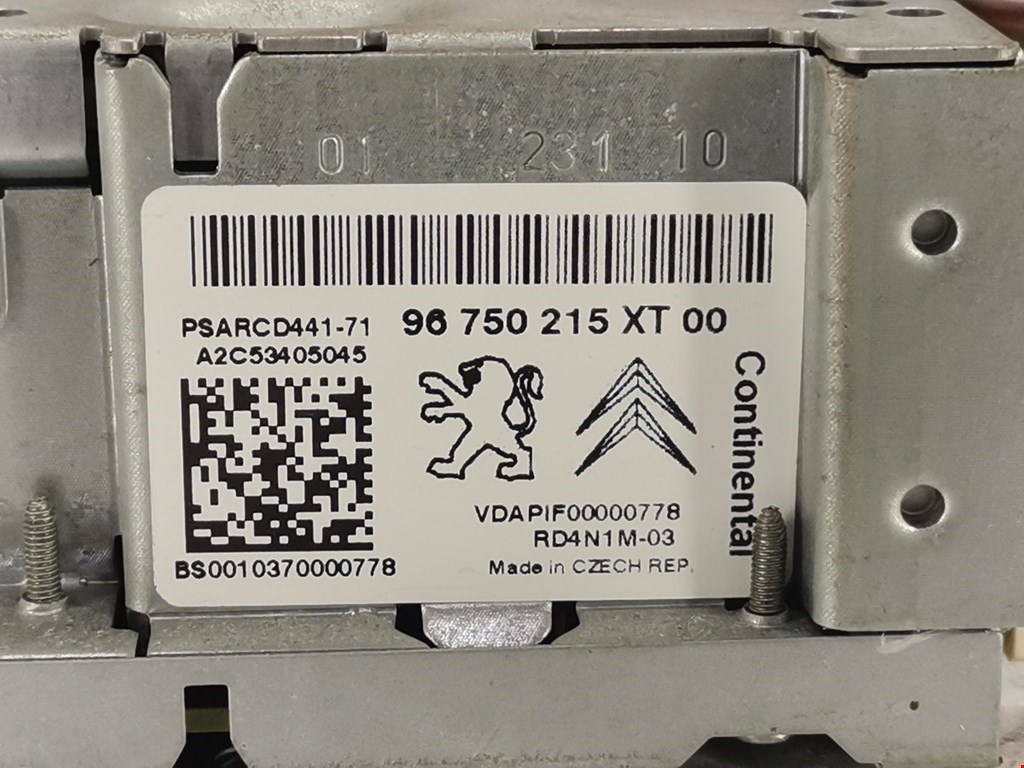 01 231 10
PSARCD441-71 96 750 215 XT 00
A2C53405045
Continental
VDAPIF00000778
RD4N1M-03
BS0010370000778 Made in CZECH REP.